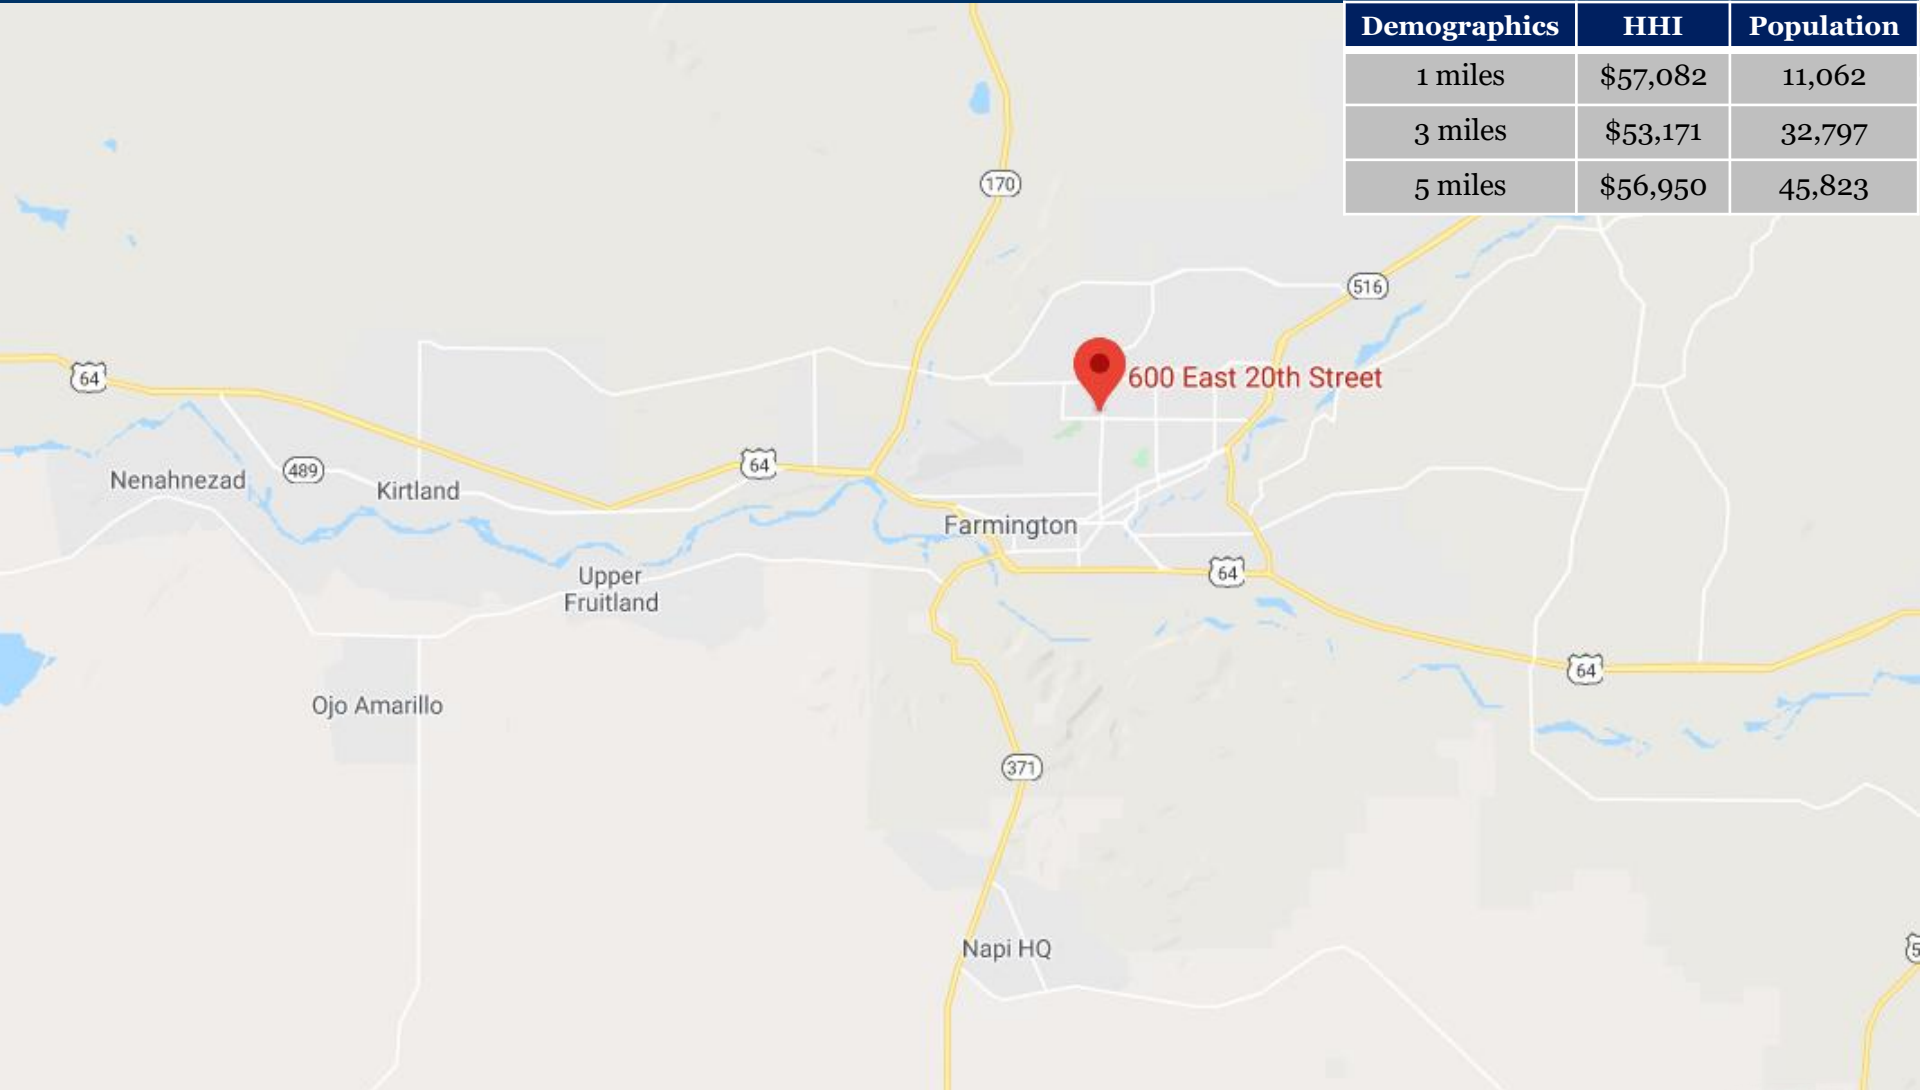 Demographics HHI Population
1 miles $57,082 11,062
3 miles $53,171 32,797
5 miles $56,950 45,823
170
516
64
600 East 20th Street
64
489
Nenahnezad
Kirtland
Farmington
64
Upper
Fruitland
64
Ojo Amarillo
371
Napi HQ
5